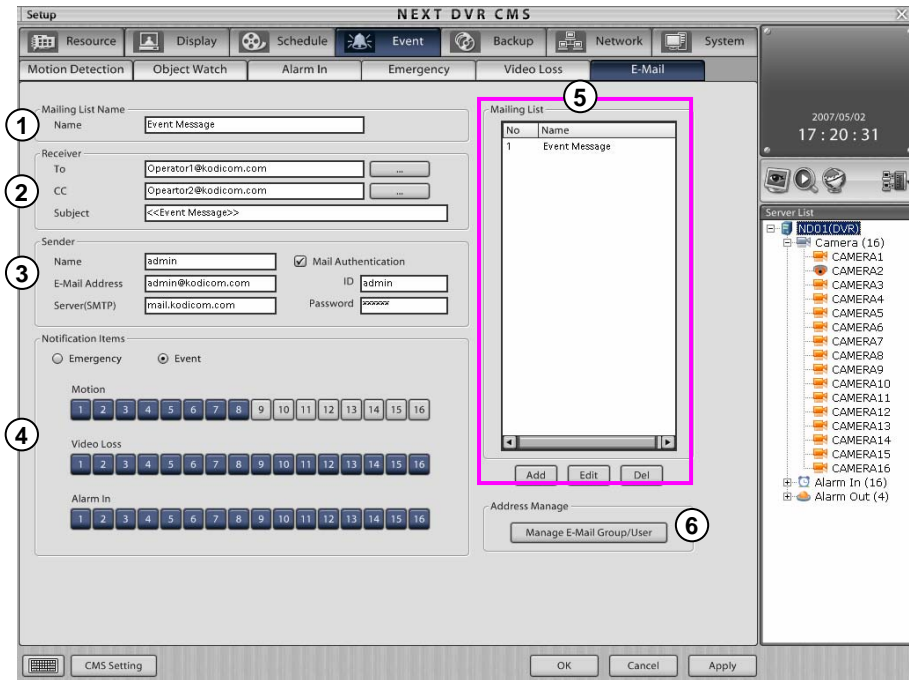 Setup
NEXT DVR CMS
Resource
Display
Schedule
Event
Backup
Network
System
Motion Detection
Object Watch
Alarm In
Emergency
Video Loss
E-Mail
1
Mailing List Name
Name
Event Message
2
Receiver
To
Operator1@kodicom.com
...
CC
Opeartor2@kodicom.com
...
Subject
<<Event Message>>
3
Sender
Name
admin
Mail Authentication
E-Mail Address
admin@kodicom.com
ID
admin
Server(SMTP)
mail.kodicom.com
Password
××××××
4
Notification Items
Emergency
Event
Motion
1 2 3 4 5 6 7 8 9 10 11 12 13 14 15 16
Video Loss
1 2 3 4 5 6 7 8 9 10 11 12 13 14 15 16
Alarm In
1 2 3 4 5 6 7 8 9 10 11 12 13 14 15 16
5
Mailing List
No Name
1 Event Message
Add
Edit
Del
Address Manage
Manage E-Mail Group/User
6
2007/05/02
17:20:31
Server List
ND01(DVR)
Camera (16)
CAMERA1
CAMERA2
CAMERA3
CAMERA4
CAMERA5
CAMERA6
CAMERA7
CAMERA8
CAMERA9
CAMERA10
CAMERA11
CAMERA12
CAMERA13
CAMERA14
CAMERA15
CAMERA16
Alarm In (16)
Alarm Out (4)
CMS Setting
OK
Cancel
Apply